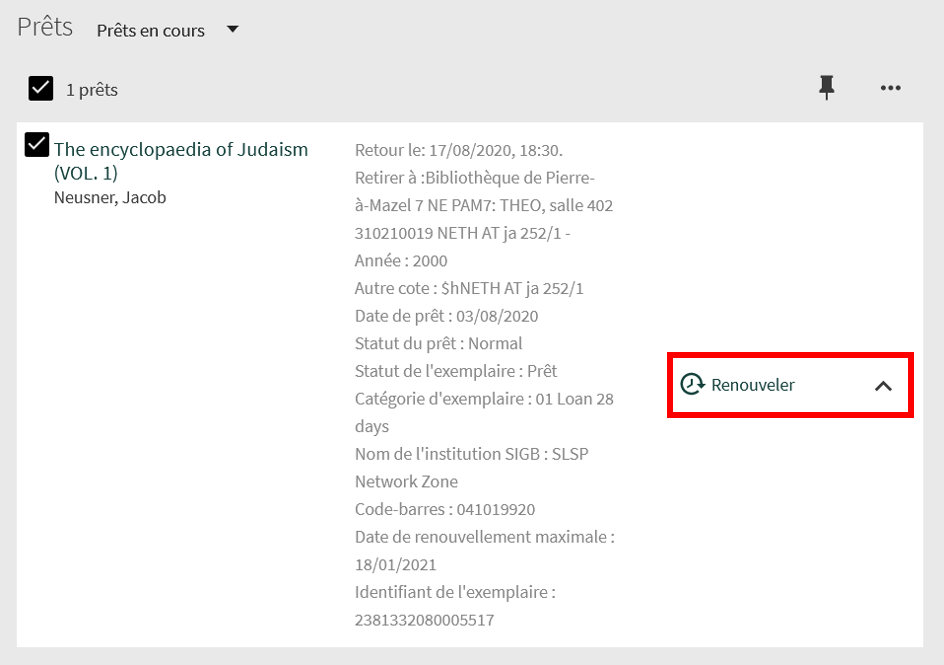 Prêts
Prêts en cours
1 prêts
The encyclopaedia of Judaism
(VOL. 1)
Neusner, Jacob
Retour le: 17/08/2020, 18:30.
Retirer à :Bibliothèque de Pierre-
à-Mazel 7 NE PAM7: THEO, salle 402
310210019 NETH AT ja 252/1 -
Année : 2000
Autre cote : $hNETH AT ja 252/1
Date de prêt : 03/08/2020
Statut du prêt : Normal
Statut de l'exemplaire : Prêt
Catégorie d'exemplaire : 01 Loan 28
days
Nom de l'institution SIGB : SLSP
Network Zone
Code-barres : 041019920
Date de renouvellement maximale :
18/01/2021
Identifiant de l'exemplaire :
2381332080005517
Renouveler